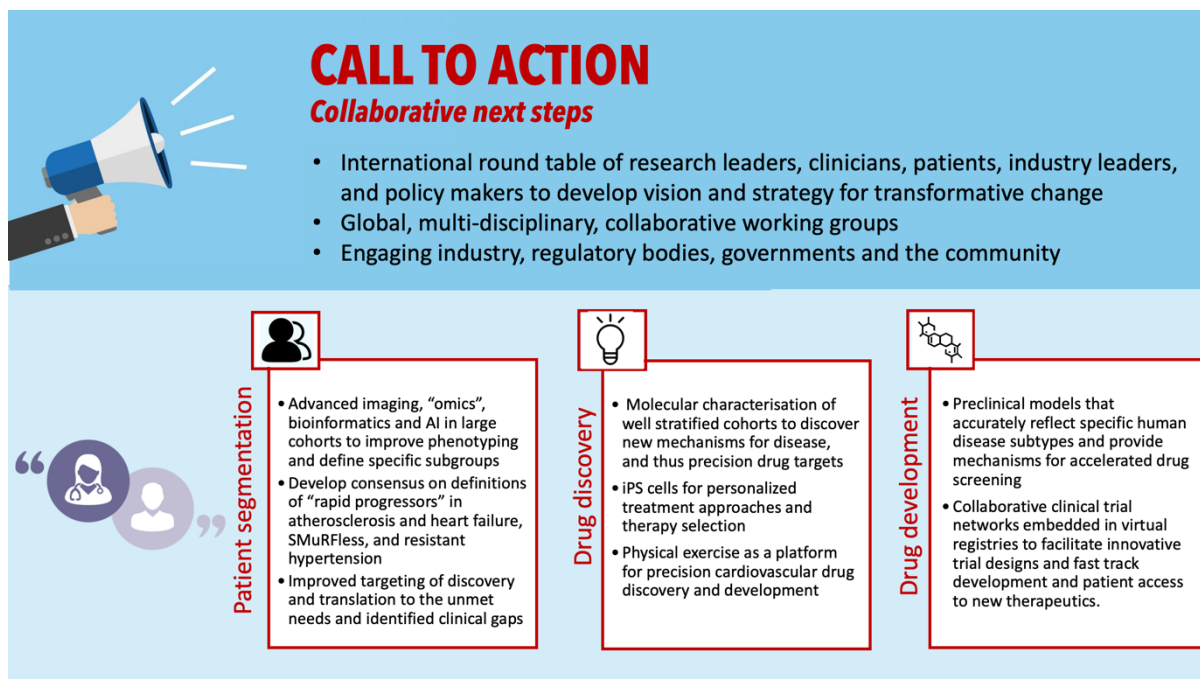 CALL TO ACTION
Collaborative next steps
• International round table of research leaders, clinicians, patients, industry leaders,
and policy makers to develop vision and strategy for transformative change
• Global, multi-disciplinary, collaborative working groups
• Engaging industry, regulatory bodies, governments and the community
Patient segmentation
• Advanced imaging, “omics”,
bioinformatics and AI in large
cohorts to improve phenotyping
and define specific subgroups
• Develop consensus on definitions
of “rapid progressors” in
atherosclerosis and heart failure,
SMuRFless, and resistant
hypertension
• Improved targeting of discovery
and translation to the unmet
needs and identified clinical gaps
Drug discovery
• Molecular characterisation of
well stratified cohorts to discover
new mechanisms for disease,
and thus precision drug targets
• iPS cells for personalized
treatment approaches and
therapy selection
• Physical exercise as a platform
for precision cardiovascular drug
discovery and development
Drug development
• Preclinical models that
accurately reflect specific human
disease subtypes and provide
mechanisms for accelerated drug
screening
• Collaborative clinical trial
networks embedded in virtual
registries to facilitate innovative
trial designs and fast track
development and patient access
to new therapeutics.